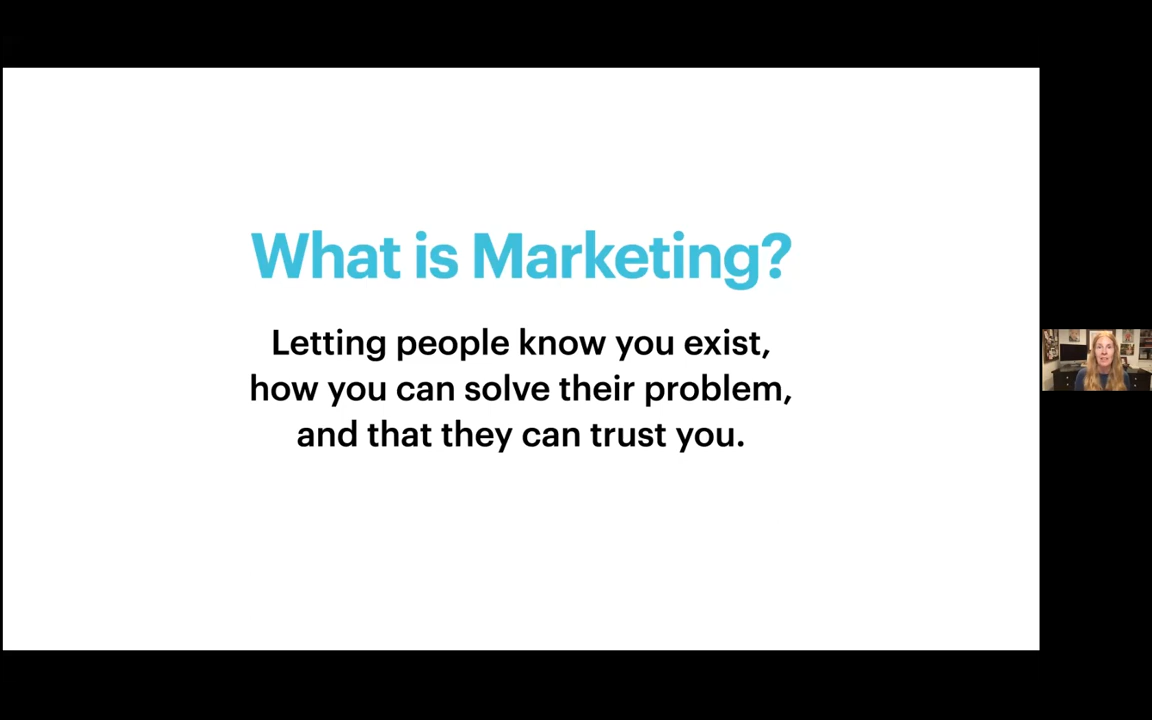 What is Marketing?
Letting people know you exist,
how you can solve their problem,
and that they can trust you.